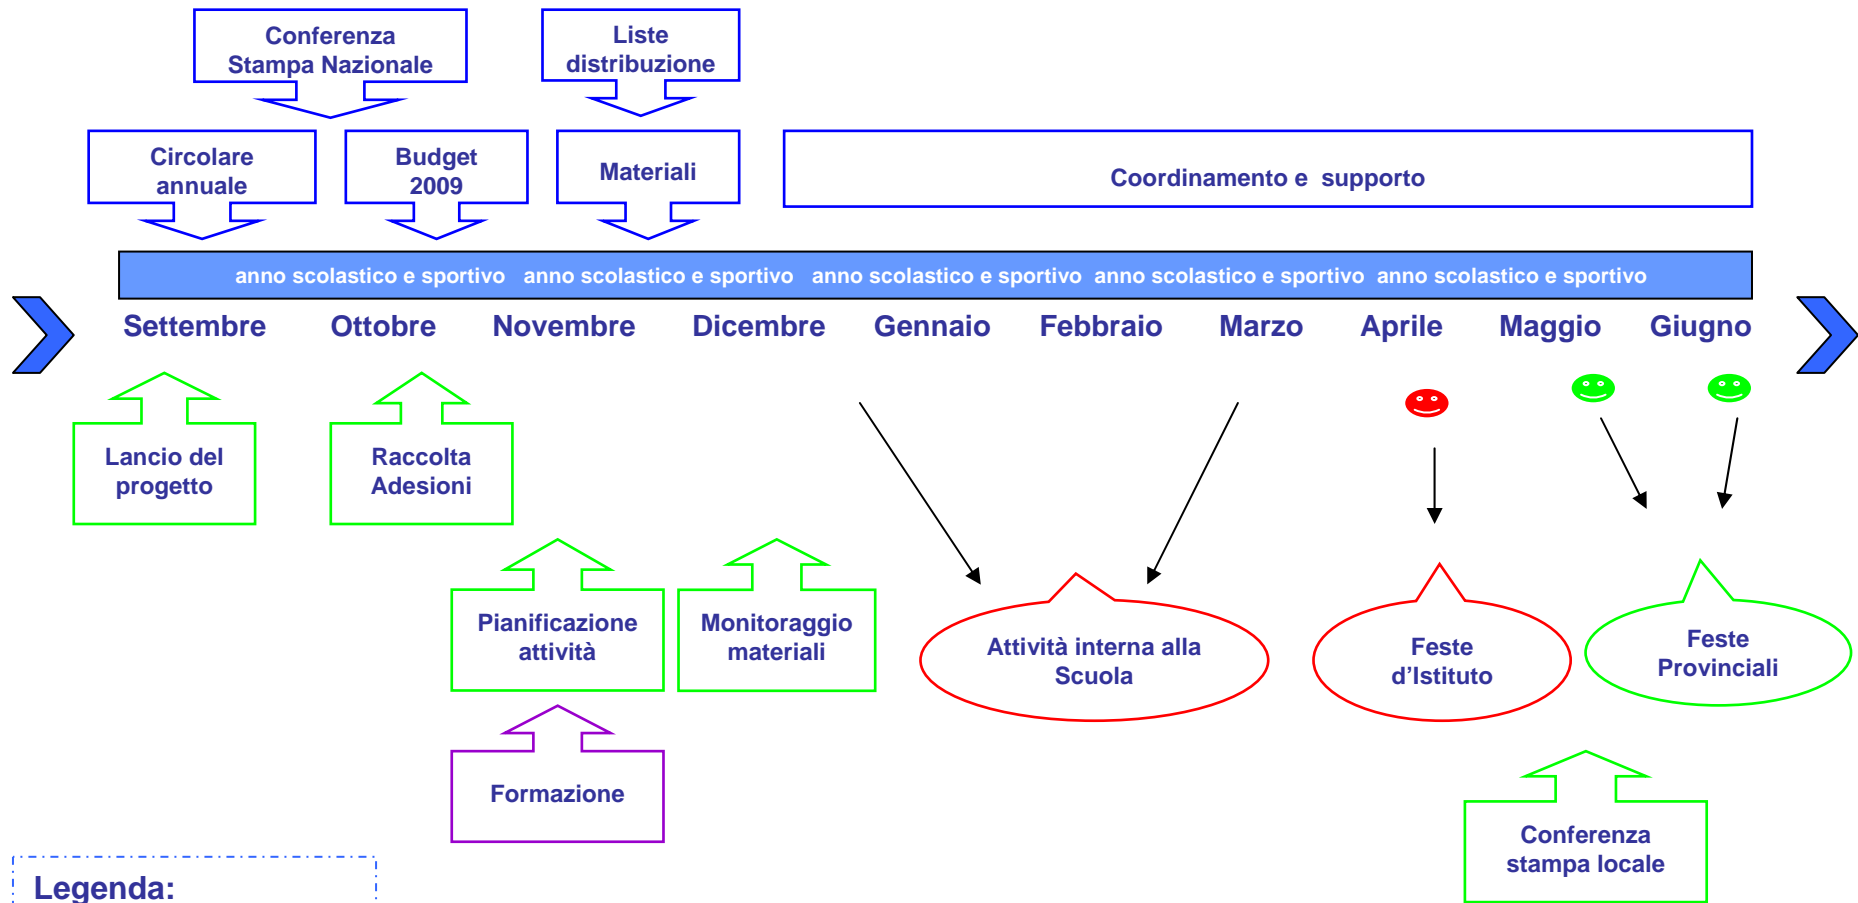 Conferenza
Stampa Nazionale
Liste
distribuzione
Circolare
annuale
Budget
2009
Materiali
Coordinamento e supporto
anno scolastico e sportivo anno scolastico e sportivo anno scolastico e sportivo anno scolastico e sportivo anno scolastico e sportivo
Settembre Ottobre Novembre Dicembre Gennaio Febbraio Marzo Aprile Maggio Giugno
Lancio del
progetto
Raccolta
Adesioni
Pianificazione
attività
Monitoraggio
materiali
Attività interna alla
Scuola
Feste
d'Istituto
Feste
Provinciali
Formazione
Conferenza
stampa locale
Legenda: